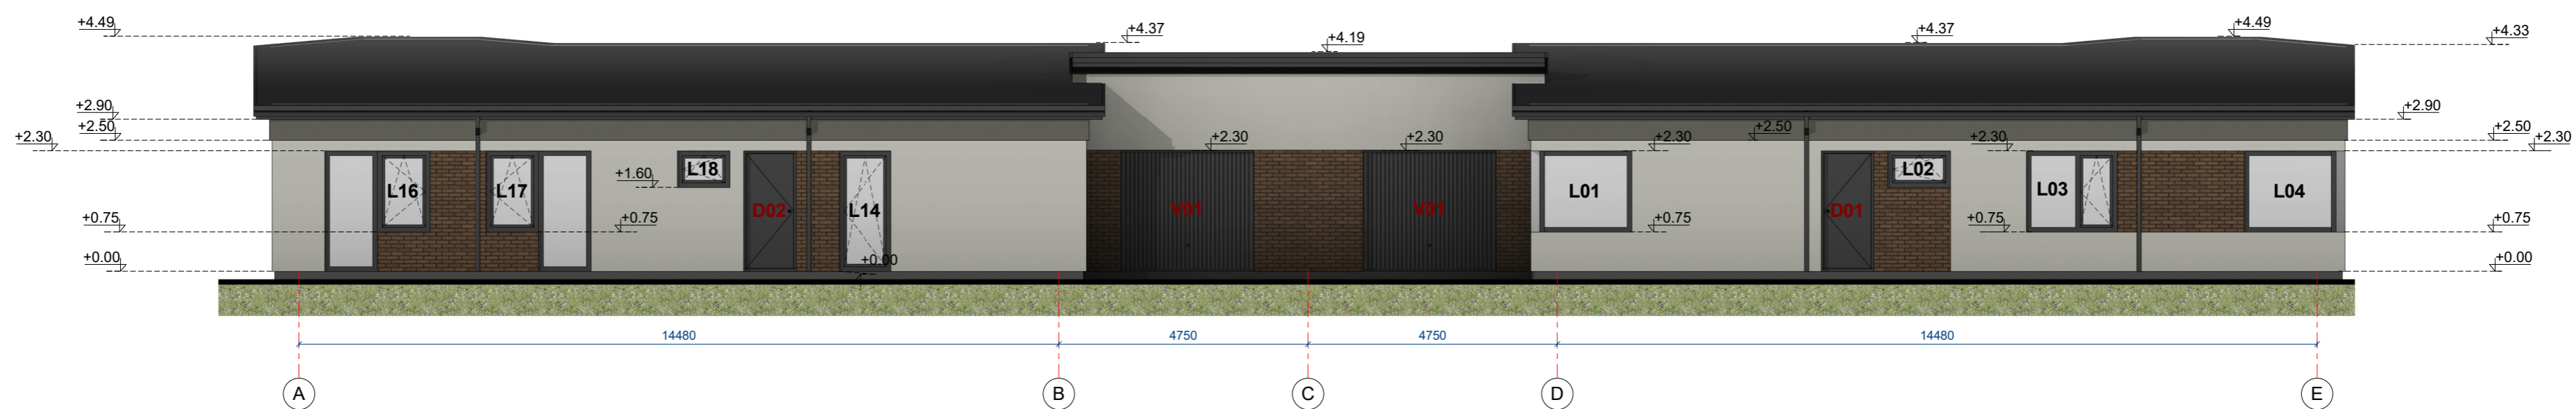 +4.49
+4.37
+4.19
+4.37
+4.49
+4.33
+2.90
+2.90
+2.50
+2.50
+2.50
+2.30
+2.30
+2.30
+2.30
+2.30
+2.30
L16
L17
L18
+1.60
D02
L14
V01
V01
L01
D01
L02
L03
L04
+0.75
+0.75
+0.75
+0.75
+0.75
+0.00
+0.00
+0.00
14480
4750
4750
14480
A
B
C
D
E